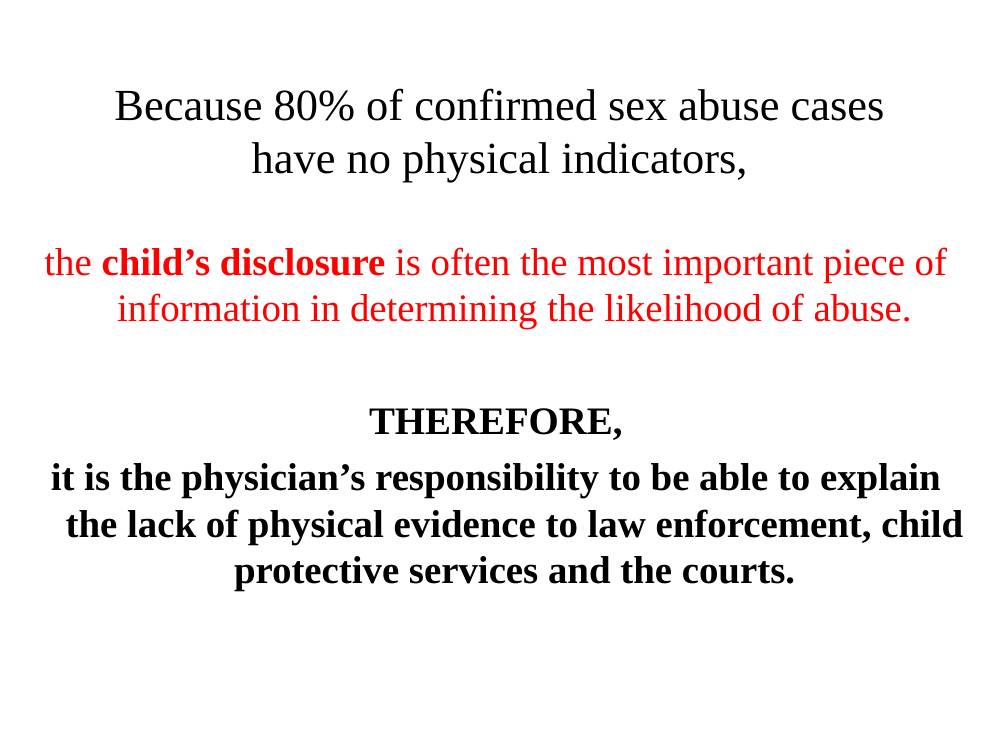 Because 80% of confirmed sex abuse cases
have no physical indicators,
the child’s disclosure is often the most important piece of
information in determining the likelihood of abuse.
THEREFORE,
it is the physician’s responsibility to be able to explain
the lack of physical evidence to law enforcement, child
protective services and the courts.